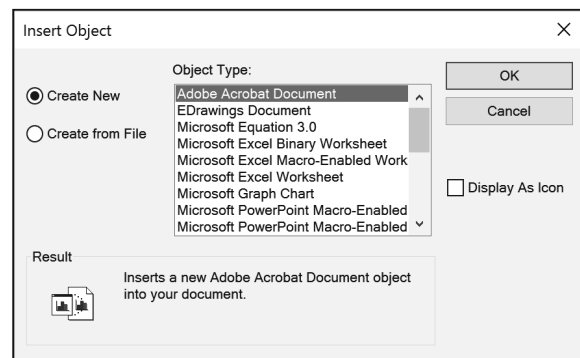 Insert Object
Create New
Create from File
Object Type:
Adobe Acrobat Document
EDrawings Document
Microsoft Equation 3.0
Microsoft Excel Binary Worksheet
Microsoft Excel Macro-Enabled Work
Microsoft Excel Worksheet
Microsoft Graph Chart
Microsoft PowerPoint Macro-Enabled
Microsoft PowerPoint Macro-Enabled
OK
Cancel
Display As Icon
Result
Inserts a new Adobe Acrobat Document object
into your document.